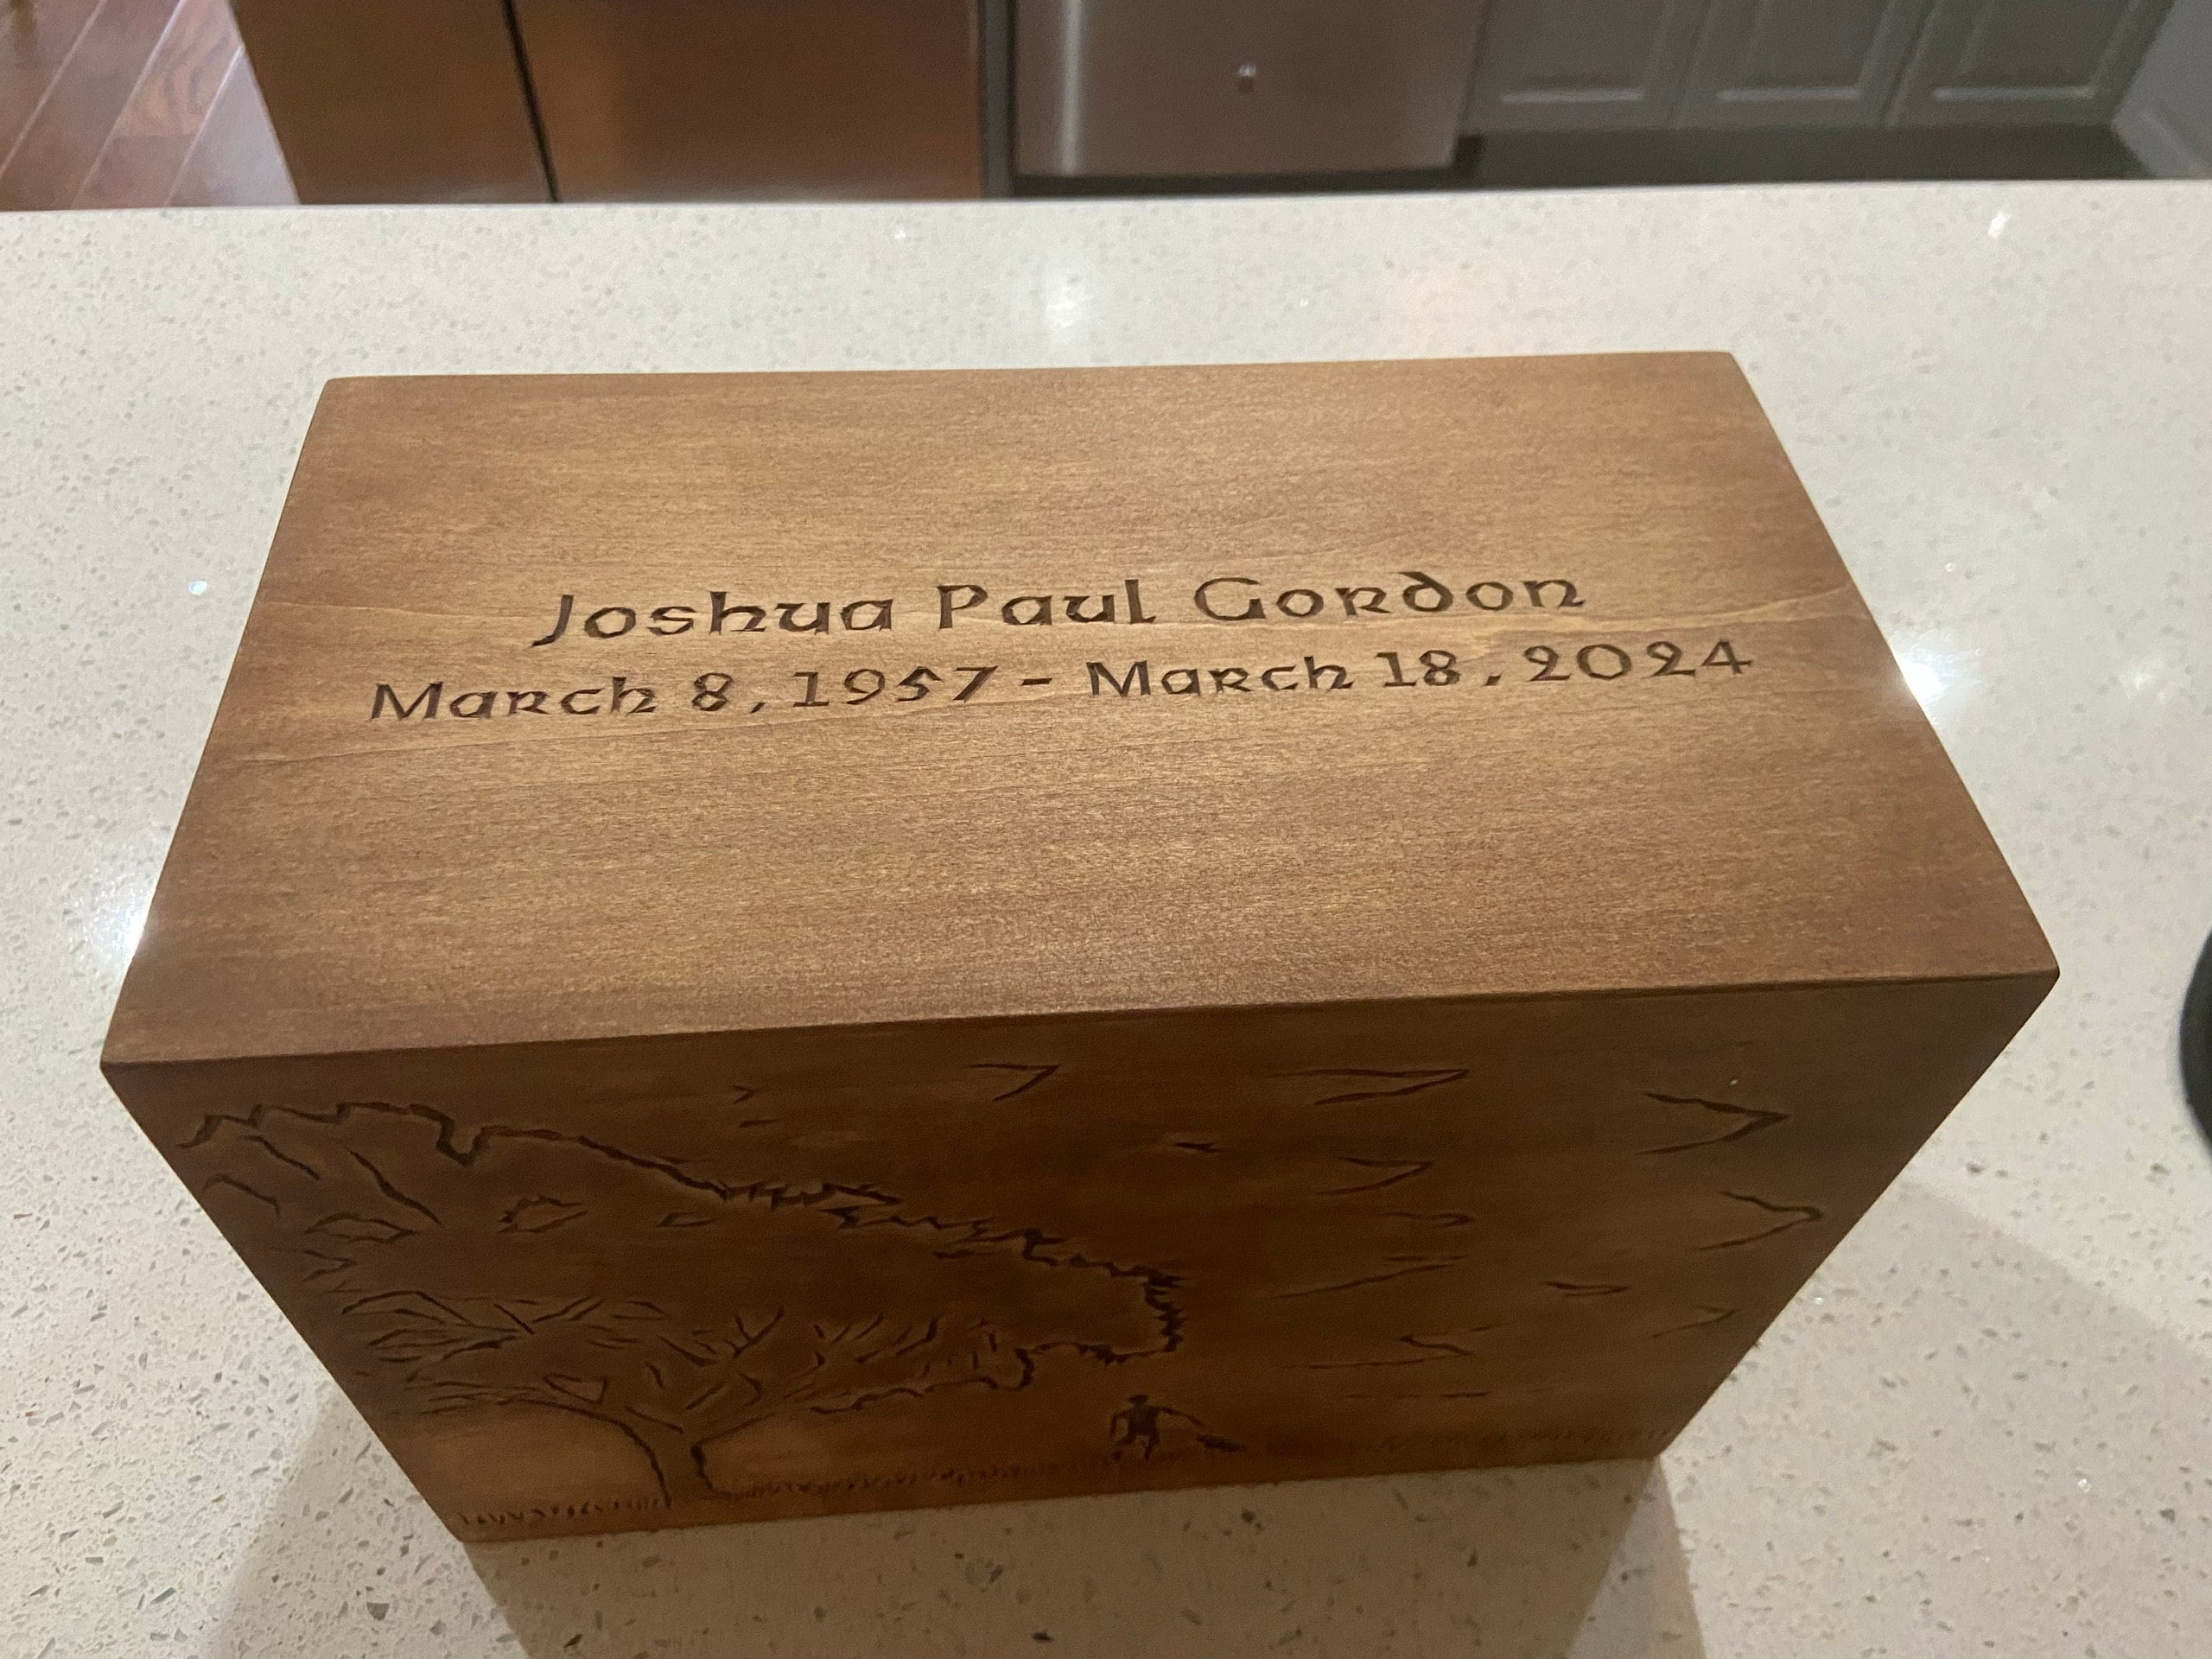 Joshua Paul Gordon
March 8, 1957 - March 18, 2024